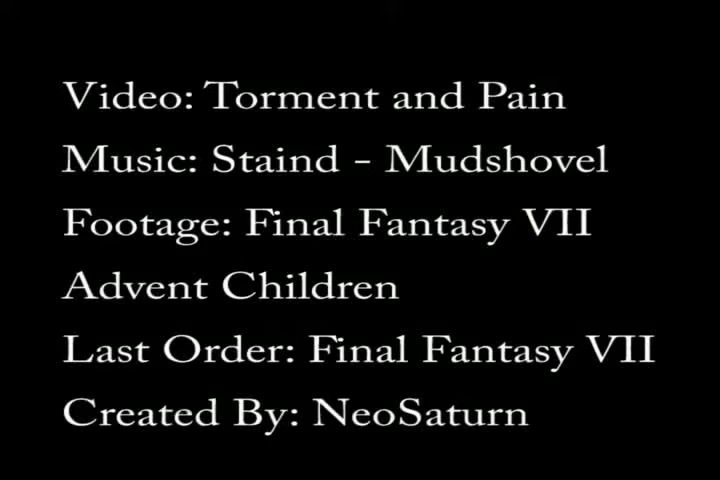 Video: Torment and Pain
Music: Staind - Mudshovel
Footage: Final Fantasy VII
Advent Children
Last Order: Final Fantasy VII
Created By: NeoSaturn